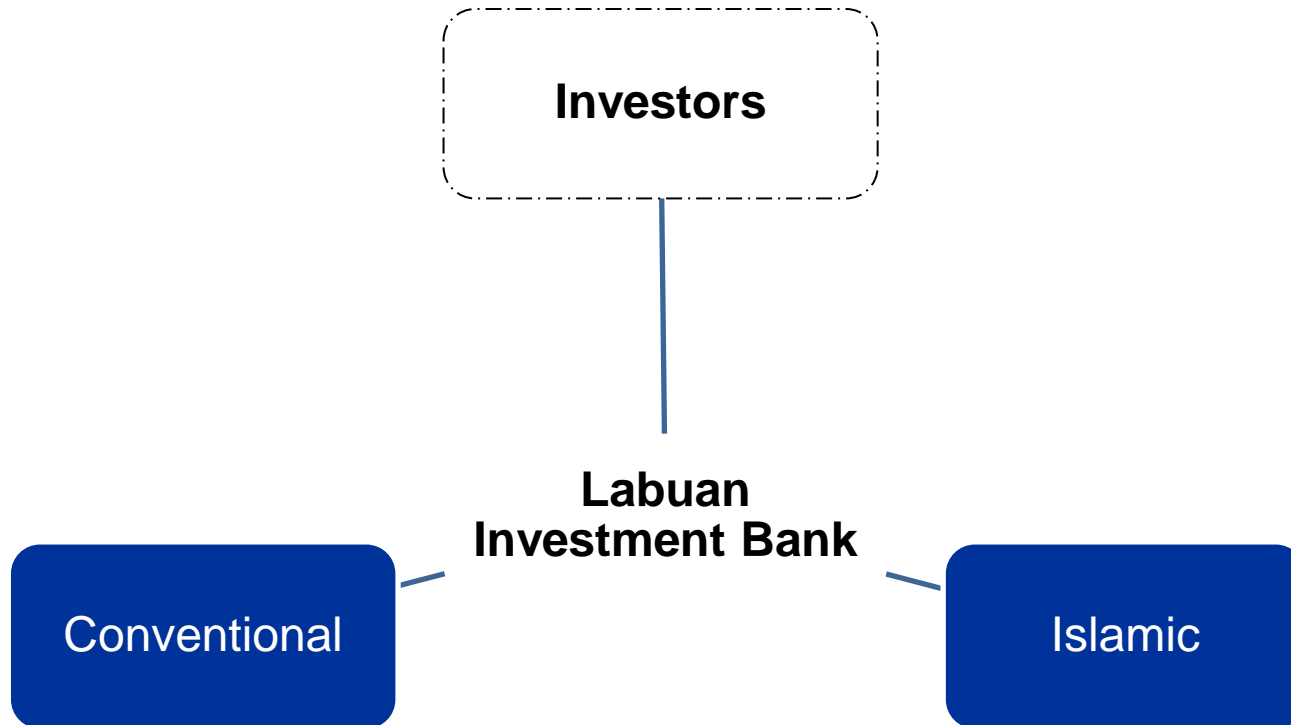 Investors
Labuan
Investment Bank
Conventional
Islamic